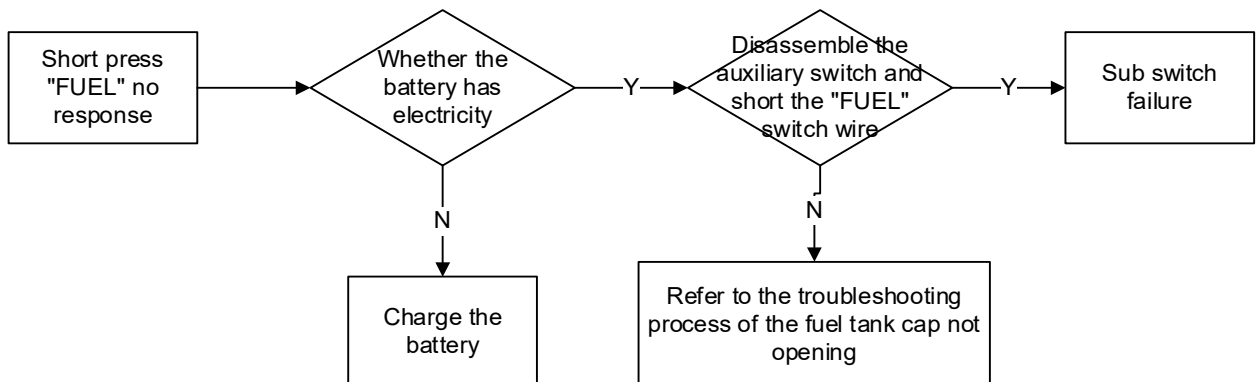 Short press
"FUEL" no
response
Whether the
battery has
electricity
Y
Disassemble the
auxiliary switch and
short the "FUEL"
switch wire
Y
Sub switch
failure
N
N
Charge the
battery
Refer to the troubleshooting
process of the fuel tank cap not
opening